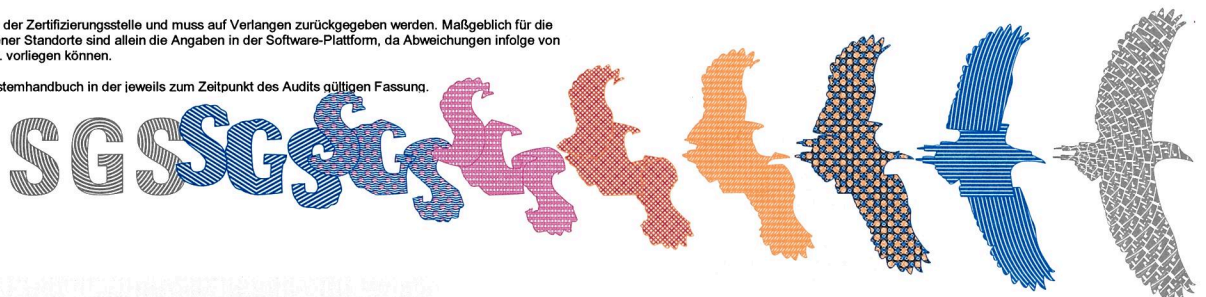 der Zertifizierungsstelle und muss auf Verlangen zurückgegeben werden. Maßgeblich für die
ner Standorte sind allein die Angaben in der Software-Plattform, da Abweichungen infolge von
. vorliegen können.
stemhandbuch in der jeweils zum Zeitpunkt des Audits gültigen Fassung.
SGS SGS SGS